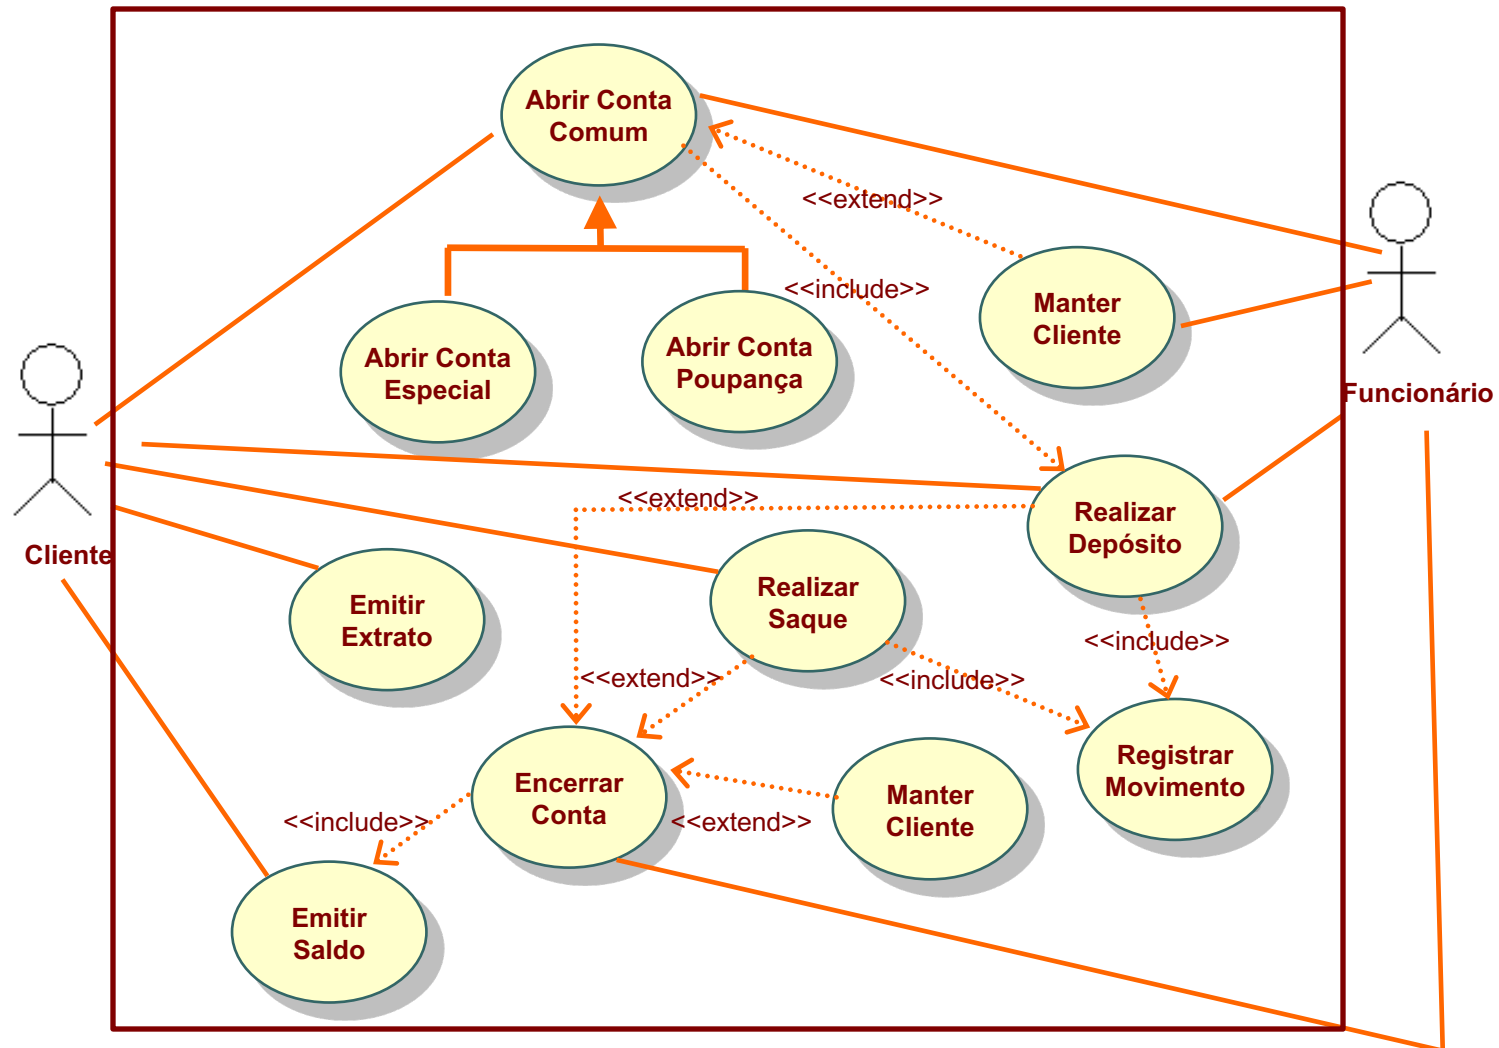 Abrir Conta
Comum
<<extend>>
<<include>>
Manter
Cliente
Abrir Conta
Especial
Abrir Conta
Poupança
Funcionário
<<extend>>
Realizar
Depósito
Cliente
Emitir
Extrato
Realizar
Saque
<<include>>
<<extend>>
<<include>>
Encerrar
Conta
Manter
Cliente
Registrar
Movimento
<<include>>
<<extend>>
Emitir
Saldo